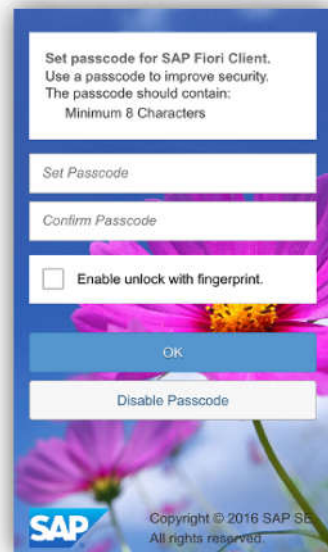 Set passcode for SAP Fiori Client.
Use a passcode to improve security.
The passcode should contain:
Minimum 8 Characters
Set Passcode
Confirm Passcode
Enable unlock with fingerprint.
OK
Disable Passcode
SAP
Copyright © 2016 SAP SE
All rights reserved.